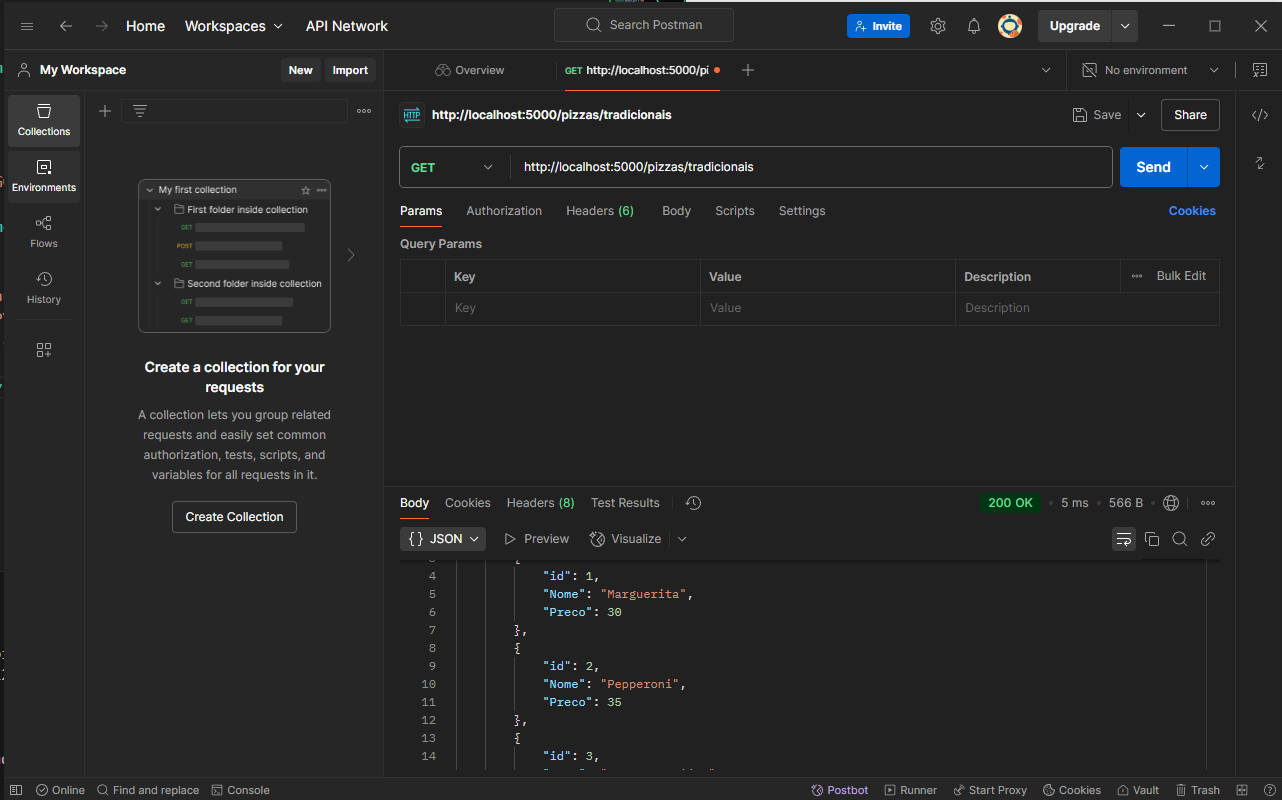 Home Workspaces API Network Search Postman Invite Upgrade
My Workspace New Import Overview GET http://localhost:5000/pi No environment
Collections
Environments
Flows
History
My first collection
First folder inside collection
GET
POST
GET
Second folder inside collection
GET
GET
Create a collection for your
requests
A collection lets you group related
requests and easily set common
authorization, tests, scripts, and
variables for all requests in it.
Create Collection
HTTP http://localhost:5000/pizzas/tradicionais Save Share
GET http://localhost:5000/pizzas/tradicionais Send
Params Authorization Headers (6) Body Scripts Settings Cookies
Query Params
Key Value Description Bulk Edit
Key Value Description
Body Cookies Headers (8) Test Results 200 OK 5 ms 566 B
{} JSON Preview Visualize
4 "id": 1,
5 "Nome": "Marguerita",
6 "Preco": 30
7 },
8 {
9 "id": 2,
10 "Nome": "Pepperoni",
11 "Preco": 35
12 },
13 {
14 "id": 3,
Online Find and replace Console Postbot Runner Start Proxy Cookies Vault Trash